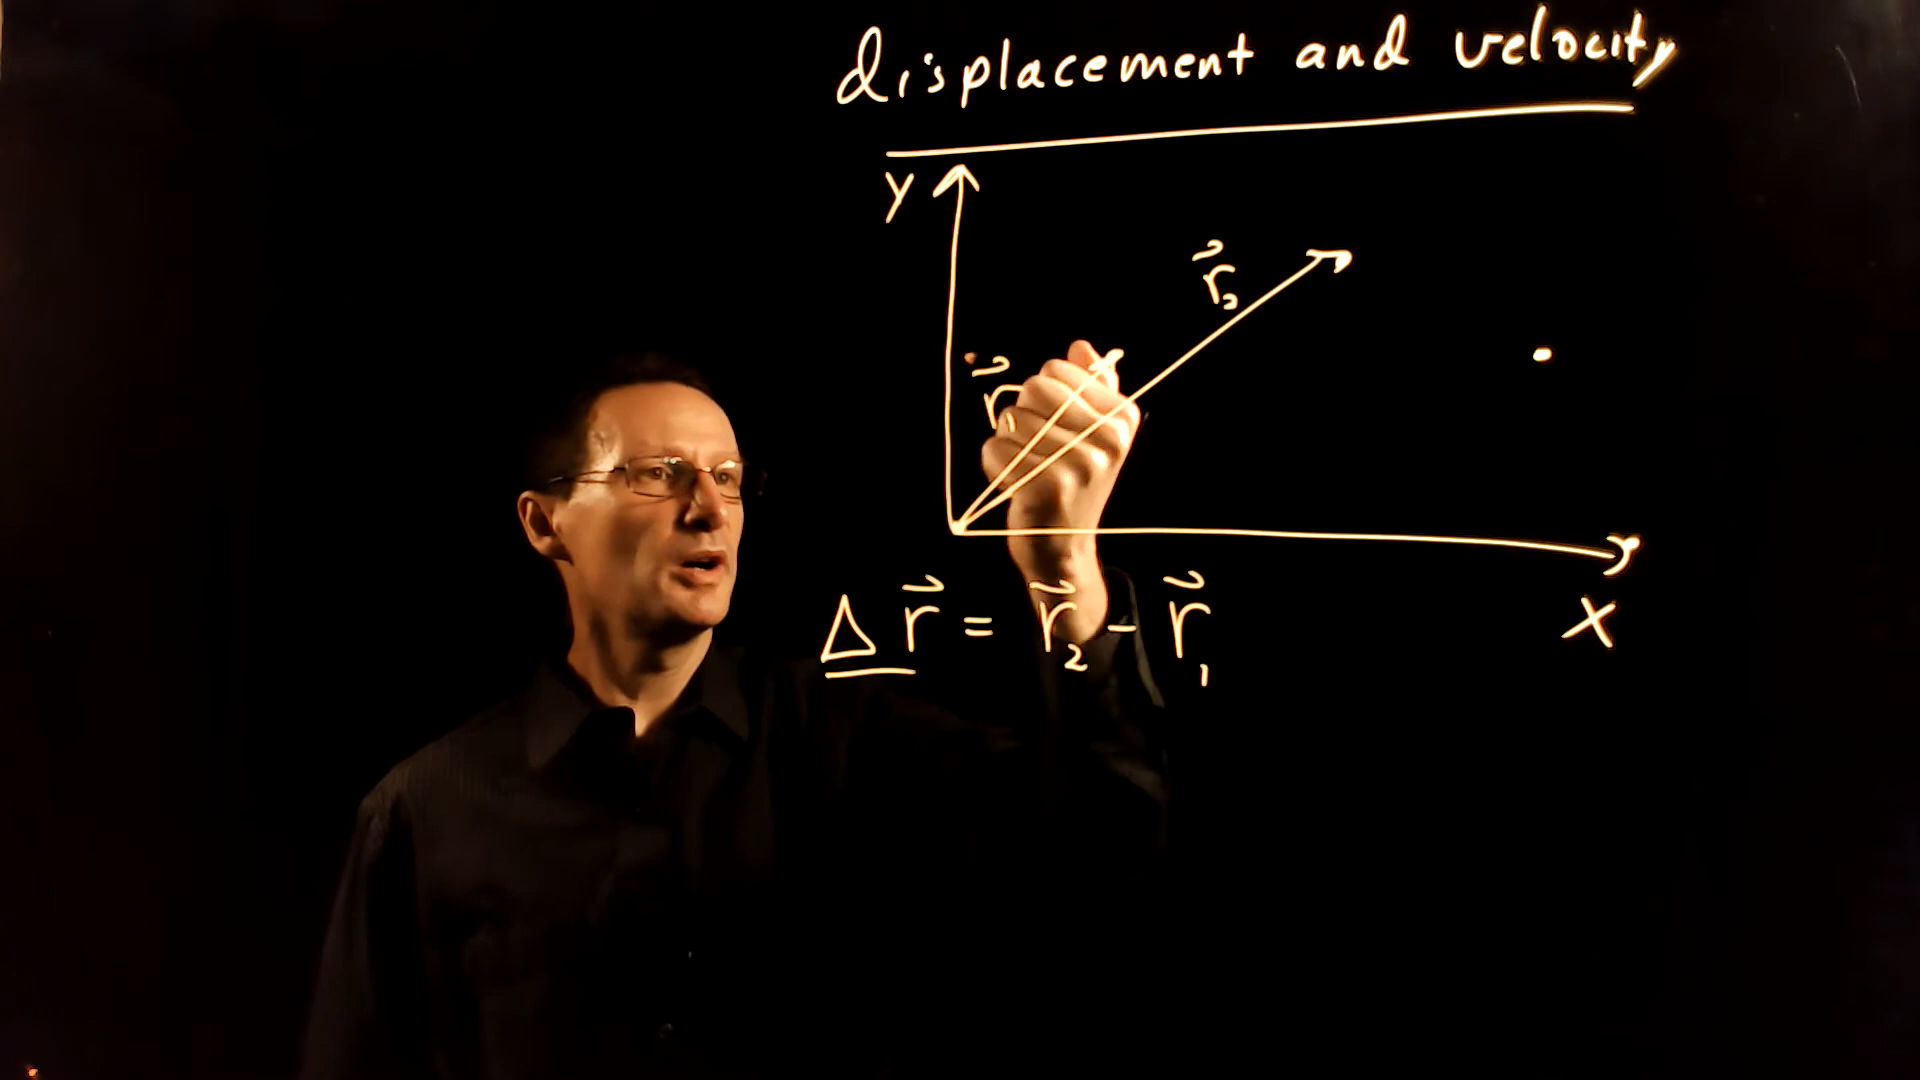 displacement and velocity
y
r⃗₂
r⃗₁
x
Δr⃗ = r⃗₂ - r⃗₁